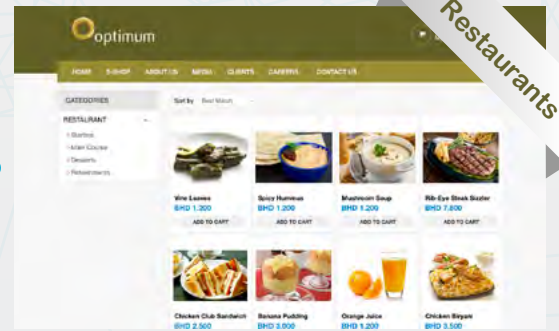 Restaurants
optimum
HOME E-SHOP ABOUT US MEDIA CLIENTS CAREERS CONTACT US
CATEGORIES
Sort by Best Match
RESTAURANT
Starters
Main Course
Desserts
Refreshments
Vine Leaves
BHD 1.200
ADD TO CART
Spicy Hummus
BHD 1.200
ADD TO CART
Mushroom Soup
BHD 1.200
ADD TO CART
Rib-Eye Steak Sizzler
BHD 7.800
ADD TO CART
Chicken Club Sandwich
BHD 2.500
Banana Pudding
BHD 3.000
Orange Juice
BHD 1.200
Chicken Biryani
BHD 3.500